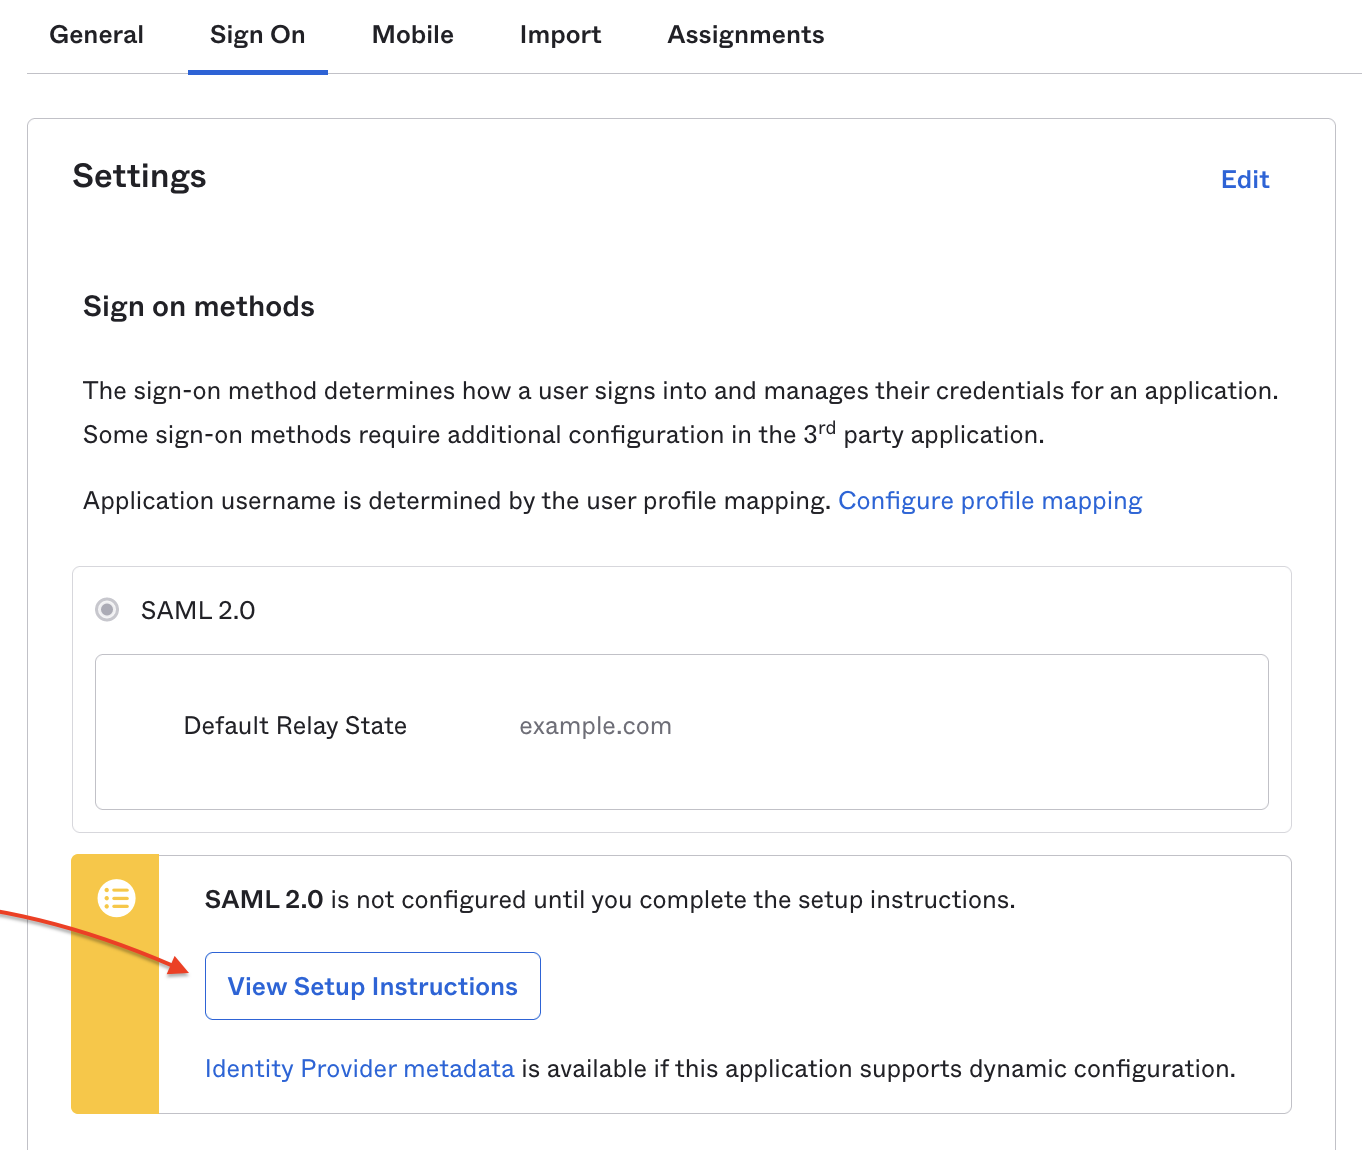 General Sign On Mobile Import Assignments
Settings
Edit
Sign on methods
The sign-on method determines how a user signs into and manages their credentials for an application.
Some sign-on methods require additional configuration in the 3rd party application.
Application username is determined by the user profile mapping. Configure profile mapping
SAML 2.0
Default Relay State example.com
SAML 2.0 is not configured until you complete the setup instructions.
View Setup Instructions
Identity Provider metadata is available if this application supports dynamic configuration.